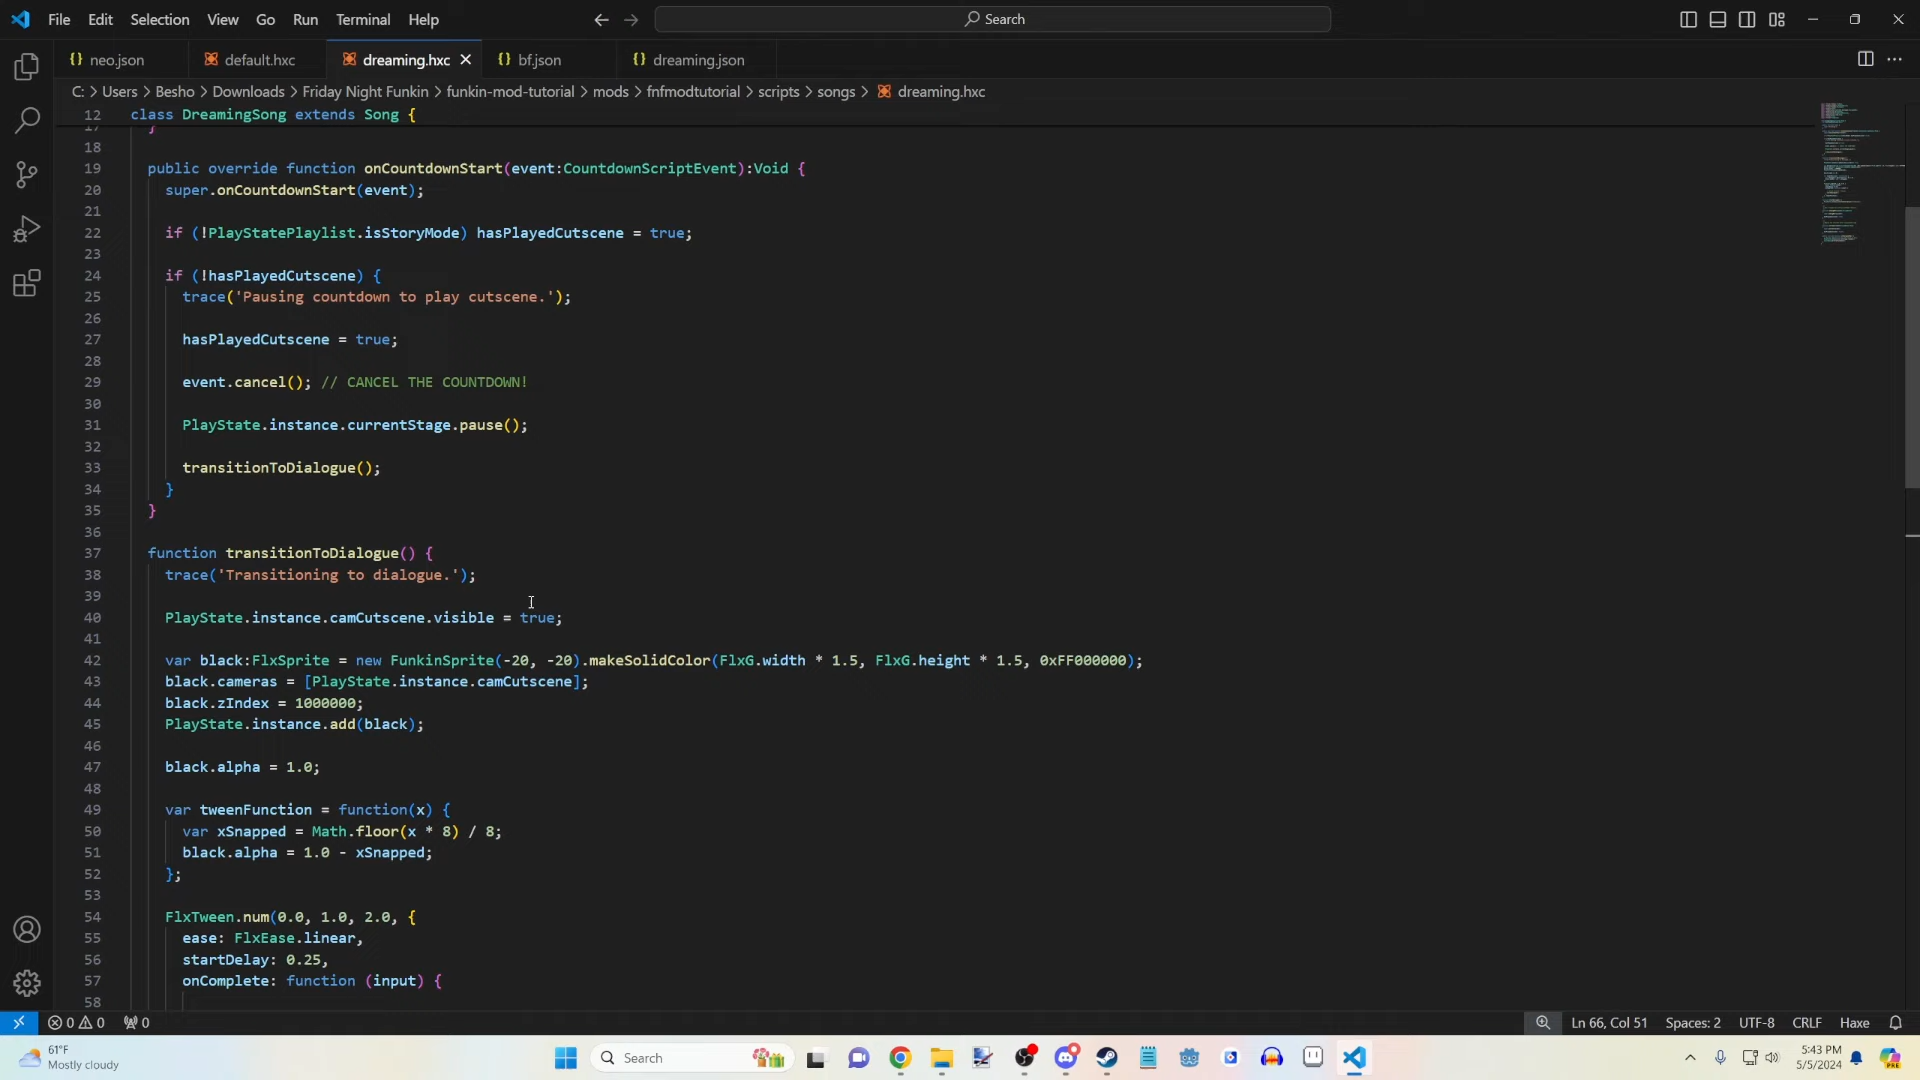 File Edit Selection View Go Run Terminal Help
Search
neo.json default.hxc dreaming.hxc bf.json dreaming.json
C: > Users > Besho > Downloads > Friday Night Funkin > funkin-mod-tutorial > mods > fnfmodtutorial > scripts > songs > dreaming.hxc
12 class DreamingSong extends Song {
17 }
18
19 public override function onCountdownStart(event:CountdownScriptEvent):Void {
20 super.onCountdownStart(event);
21
22 if (!PlayStatePlaylist.isStoryMode) hasPlayedCutscene = true;
23
24 if (!hasPlayedCutscene) {
25 trace('Pausing countdown to play cutscene.');
26
27 hasPlayedCutscene = true;
28
29 event.cancel(); // CANCEL THE COUNTDOWN!
30
31 PlayState.instance.currentStage.pause();
32
33 transitionToDialogue();
34 }
35 }
36
37 function transitionToDialogue() {
38 trace('Transitioning to dialogue.');
39
40 PlayState.instance.camCutscene.visible = true;
41
42 var black:FlxSprite = new FunkinSprite(-20, -20).makeSolidColor(FlxG.width * 1.5, FlxG.height * 1.5, 0xFF000000);
43 black.cameras = [PlayState.instance.camCutscene];
44 black.zIndex = 1000000;
45 PlayState.instance.add(black);
46
47 black.alpha = 1.0;
48
49 var tweenFunction = function(x) {
50 var xSnapped = Math.floor(x * 8) / 8;
51 black.alpha = 1.0 - xSnapped;
52 };
53
54 FlxTween.num(0.0, 1.0, 2.0, {
55 ease: FlxEase.linear,
56 startDelay: 0.25,
57 onComplete: function (input) {
58
0 0 0 Ln 66, Col 51 Spaces: 2 UTF-8 CRLF Haxe
61°F
Mostly cloudy
Search
5:43 PM
5/5/2024